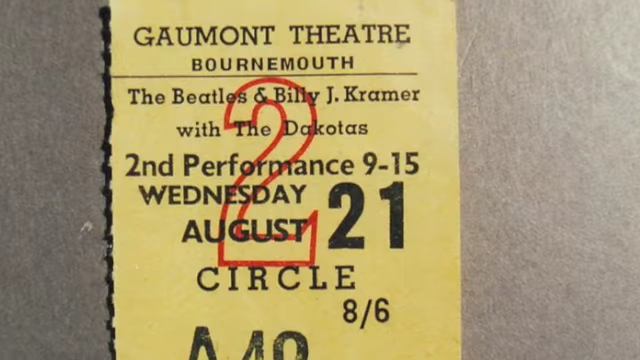 GAUMONT THEATRE
BOURNEMOUTH
The Beatles & Billy J. Kramer
with The Dakotas
2nd Performance 9-15
WEDNESDAY
AUGUST 21
2
CIRCLE
8/6